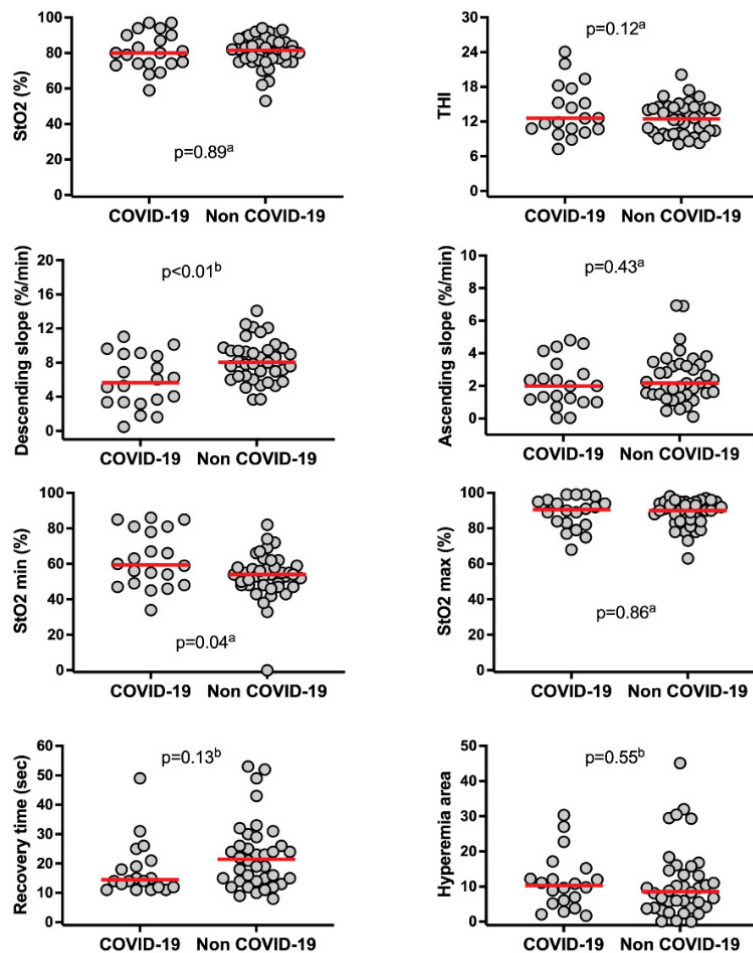 StO2 (%)
100
80
60
40
20
0
p=0.89a
COVID-19 Non COVID-19
THI
30
24
18
12
6
0
p=0.12a
COVID-19 Non COVID-19
Descending slope (%/min)
20
16
12
8
4
0
p<0.01b
COVID-19 Non COVID-19
Ascending slope (%/min)
10
8
6
4
2
0
p=0.43a
COVID-19 Non COVID-19
StO2 min (%)
100
80
60
40
20
0
p=0.04a
COVID-19 Non COVID-19
StO2 max (%)
100
80
60
40
20
0
p=0.86a
COVID-19 Non COVID-19
Recovery time (sec)
60
50
40
30
20
10
0
p=0.13b
COVID-19 Non COVID-19
Hyperemia area
50
40
30
20
10
0
p=0.55b
COVID-19 Non COVID-19